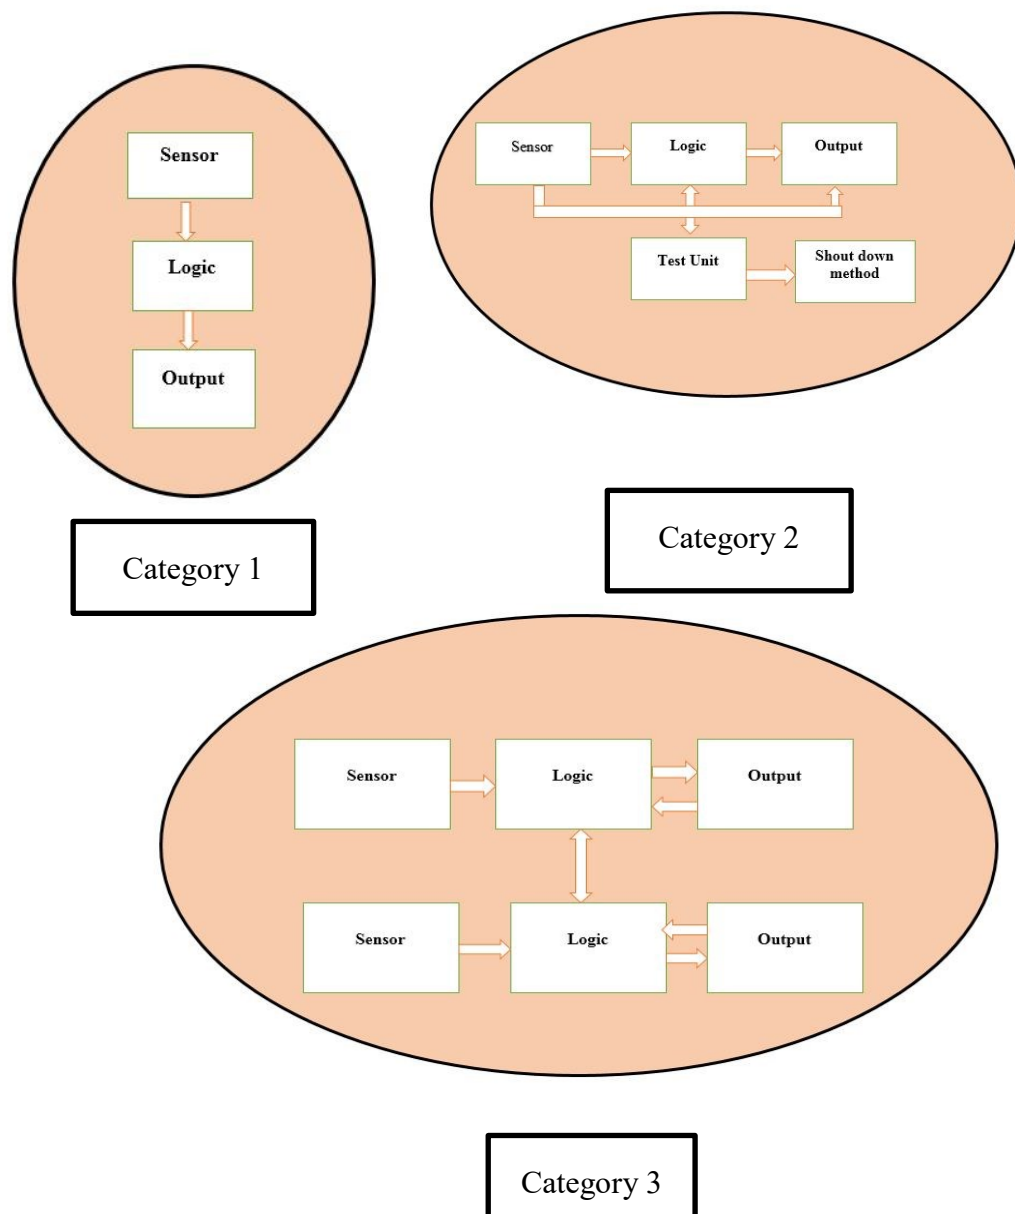 Sensor
Logic
Output
Category 1
Sensor
Logic
Output
Test Unit
Shout down
method
Category 2
Sensor
Logic
Output
Sensor
Logic
Output
Category 3